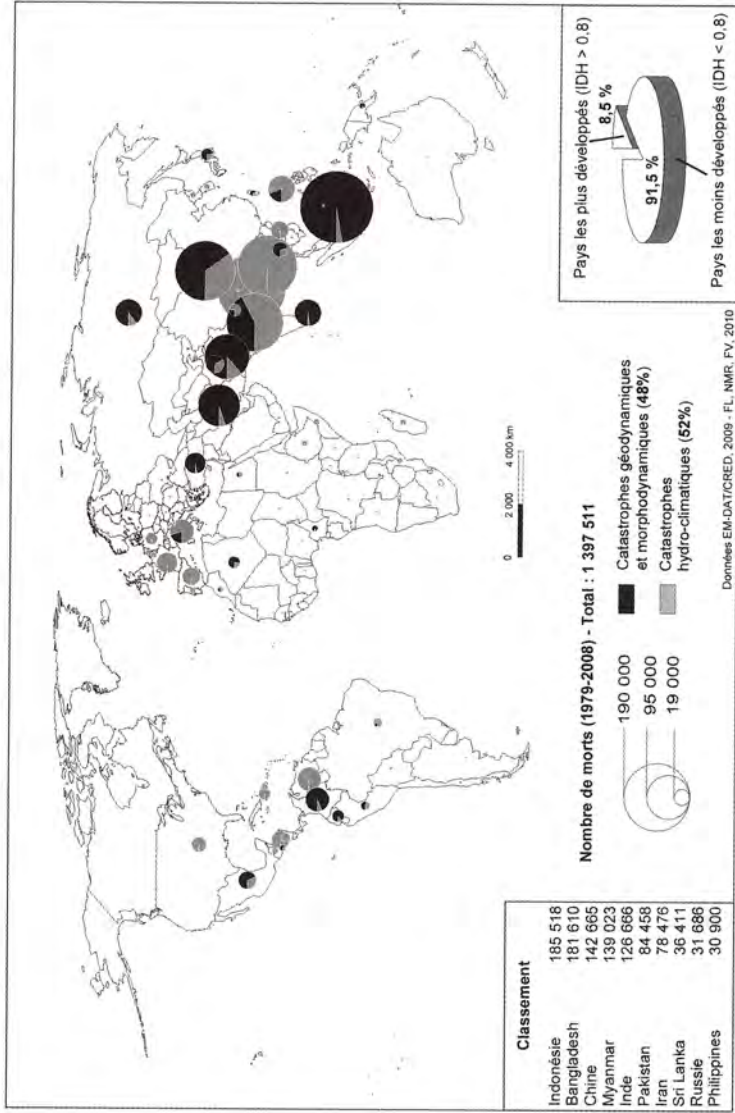 Classement
Indonésie 185 518
Bangladesh 181 610
Chine 142 665
Myanmar 139 023
Inde 126 666
Pakistan 84 458
Iran 78 476
Sri Lanka 36 411
Russie 31 686
Philippines 30 900
0 2 000 4 000 km
Nombre de morts (1979-2008) - Total : 1 397 511
190 000
95 000
19 000
Catastrophes géodynamiques
et morphodynamiques (48%)
Catastrophes
hydro-climatiques (52%)
Données EM-DAT/CRED, 2009 - FL, NMR, FV, 2010
Pays les plus développés (IDH > 0,8)
8,5 %
91,5 %
Pays les moins développés (IDH < 0,8)